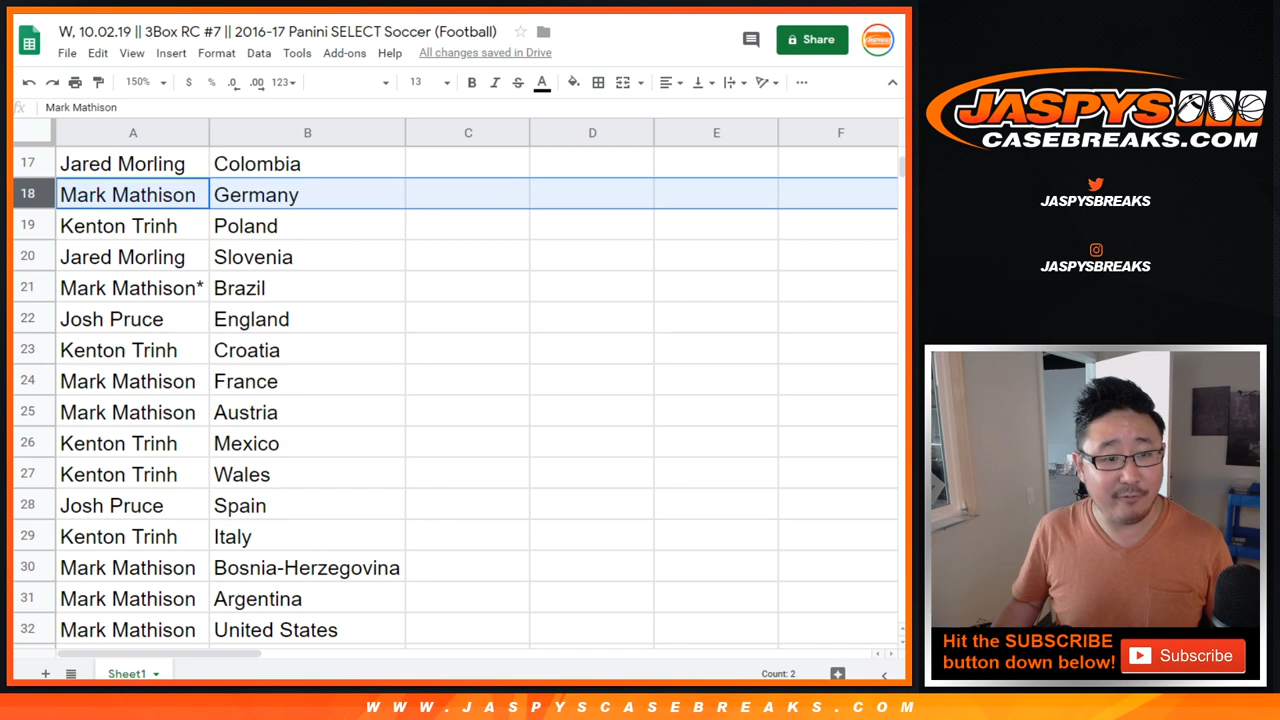 W, 10.02.19 || 3Box RC #7 || 2016-17 Panini SELECT Soccer (Football)
File Edit View Insert Format Data Tools Add-ons Help All changes saved in Drive
Share
150% $ % .0 .00 123 13 B I S A
fx Mark Mathison
A B C D E F
17 Jared Morling Colombia
18 Mark Mathison Germany
19 Kenton Trinh Poland
20 Jared Morling Slovenia
21 Mark Mathison* Brazil
22 Josh Pruce England
23 Kenton Trinh Croatia
24 Mark Mathison France
25 Mark Mathison Austria
26 Kenton Trinh Mexico
27 Kenton Trinh Wales
28 Josh Pruce Spain
29 Kenton Trinh Italy
30 Mark Mathison Bosnia-Herzegovina
31 Mark Mathison Argentina
32 Mark Mathison United States
Sheet1
Count: 2
JASPYS
CASEBREAKS.COM
JASPYSBREAKS
JASPYSBREAKS
Hit the SUBSCRIBE
button down below!
Subscribe
WWW.JASPYSCASEBREAKS.COM